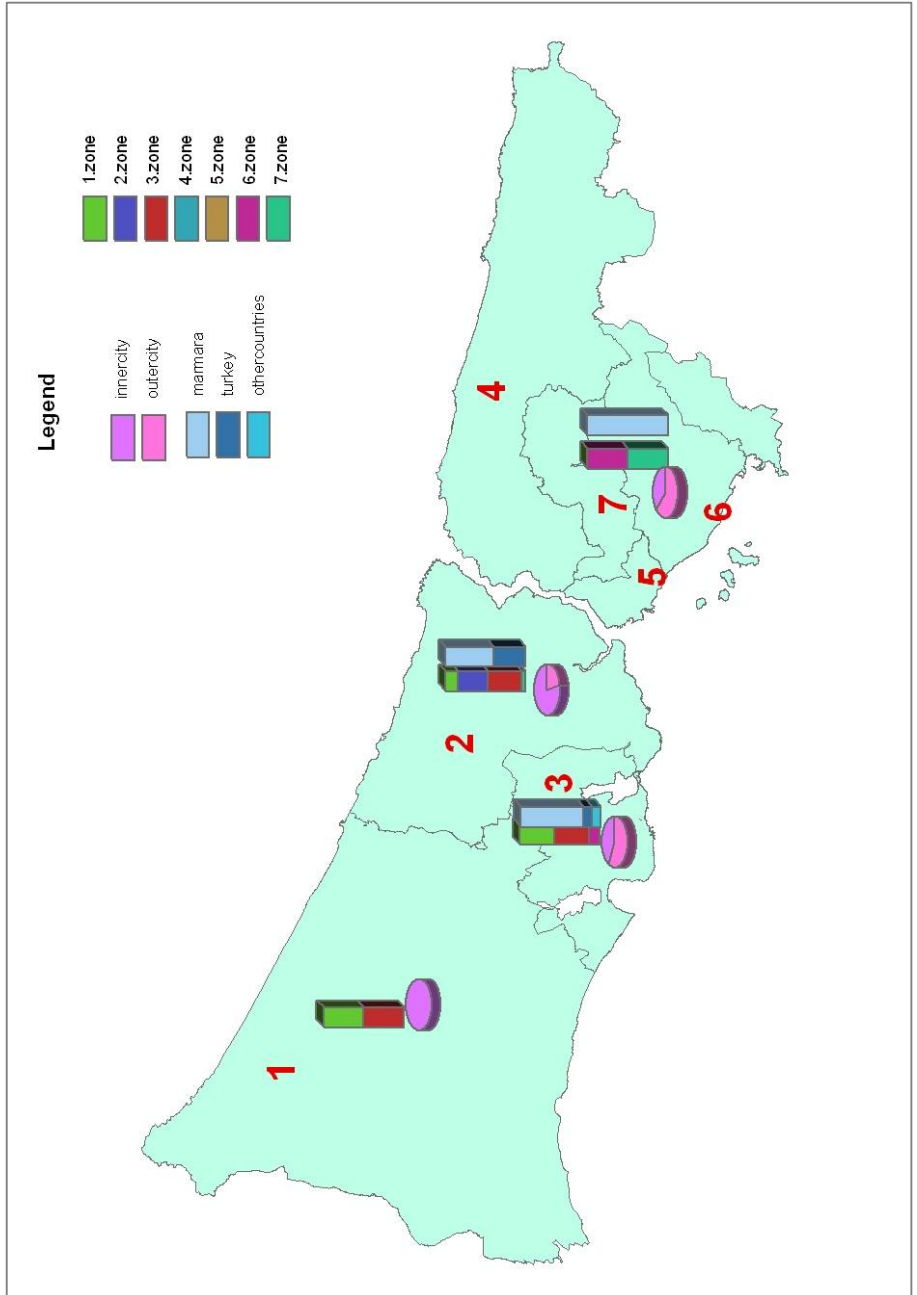 Legend
innercity
outercity
marmara
turkey
othercountries
1.zone
2.zone
3.zone
4.zone
5.zone
6.zone
7.zone
1
2
3
4
5
6
7